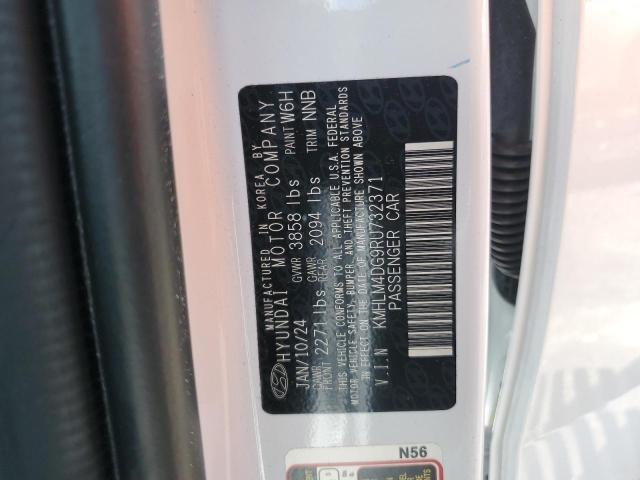 MANUFACTURED IN KOREA BY
HYUNDAI MOTOR COMPANY
JAN/10/24 GVWR 3858 lbs PAINT W6H
GAWR FRONT 2271 lbs GAWR REAR 2094 lbs TRIM NNB
THIS VEHICLE CONFORMS TO ALL APPLICABLE U.S.A. FEDERAL
MOTOR VEHICLE SAFETY, BUMPER, AND THEFT PREVENTION STANDARDS
IN EFFECT ON THE DATE OF MANUFACTURE SHOWN ABOVE
V.I.N KMHLM4DG9RU732371
PASSENGER CAR
N56